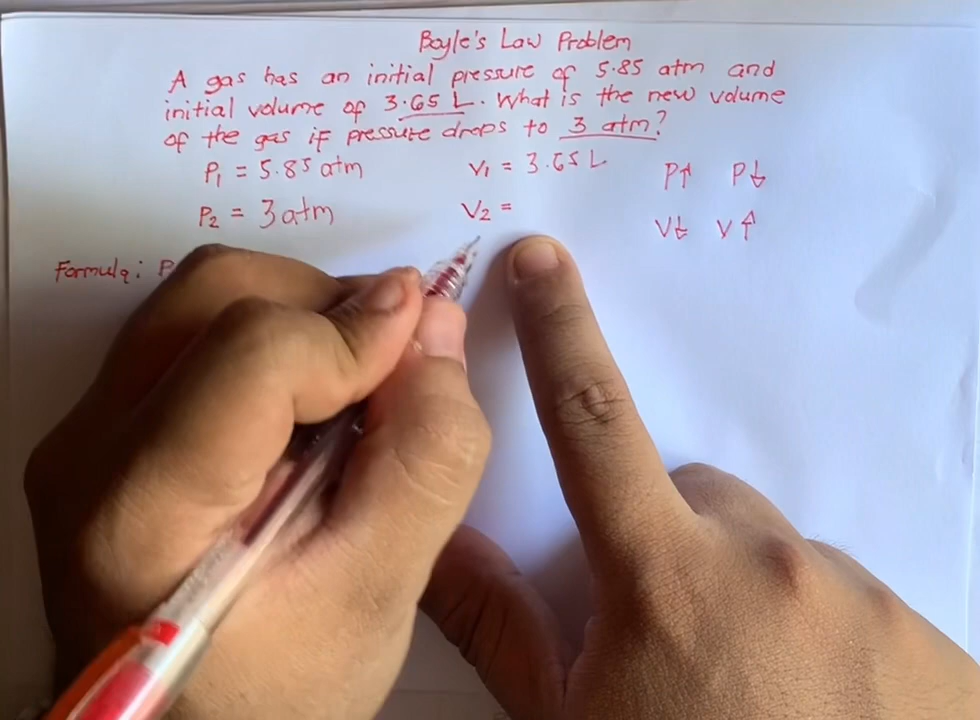 Boyle's Law Problem
A gas has an initial pressure of 5.85 atm and
initial volume of 3.65 L. What is the new volume
of the gas if pressure drops to 3 atm?
P₁ = 5.85 atm V₁ = 3.65 L P↑ P↓
P₂ = 3 atm V₂ = V↓ V↑
Formula: P